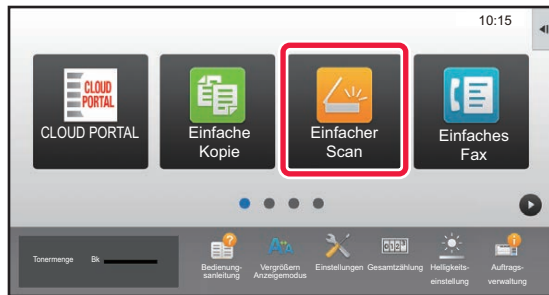 10:15
CLOUD
PORTAL
CLOUD PORTAL
Einfache
Kopie
Einfacher
Scan
Einfaches
Fax
Tonermenge Bk
Bedienung-
sanleitung
Vergrößern
Anzeigemodus
Einstellungen
Gesamtzählung
Helligkeits-
einstellung
Auftrags-
verwaltung